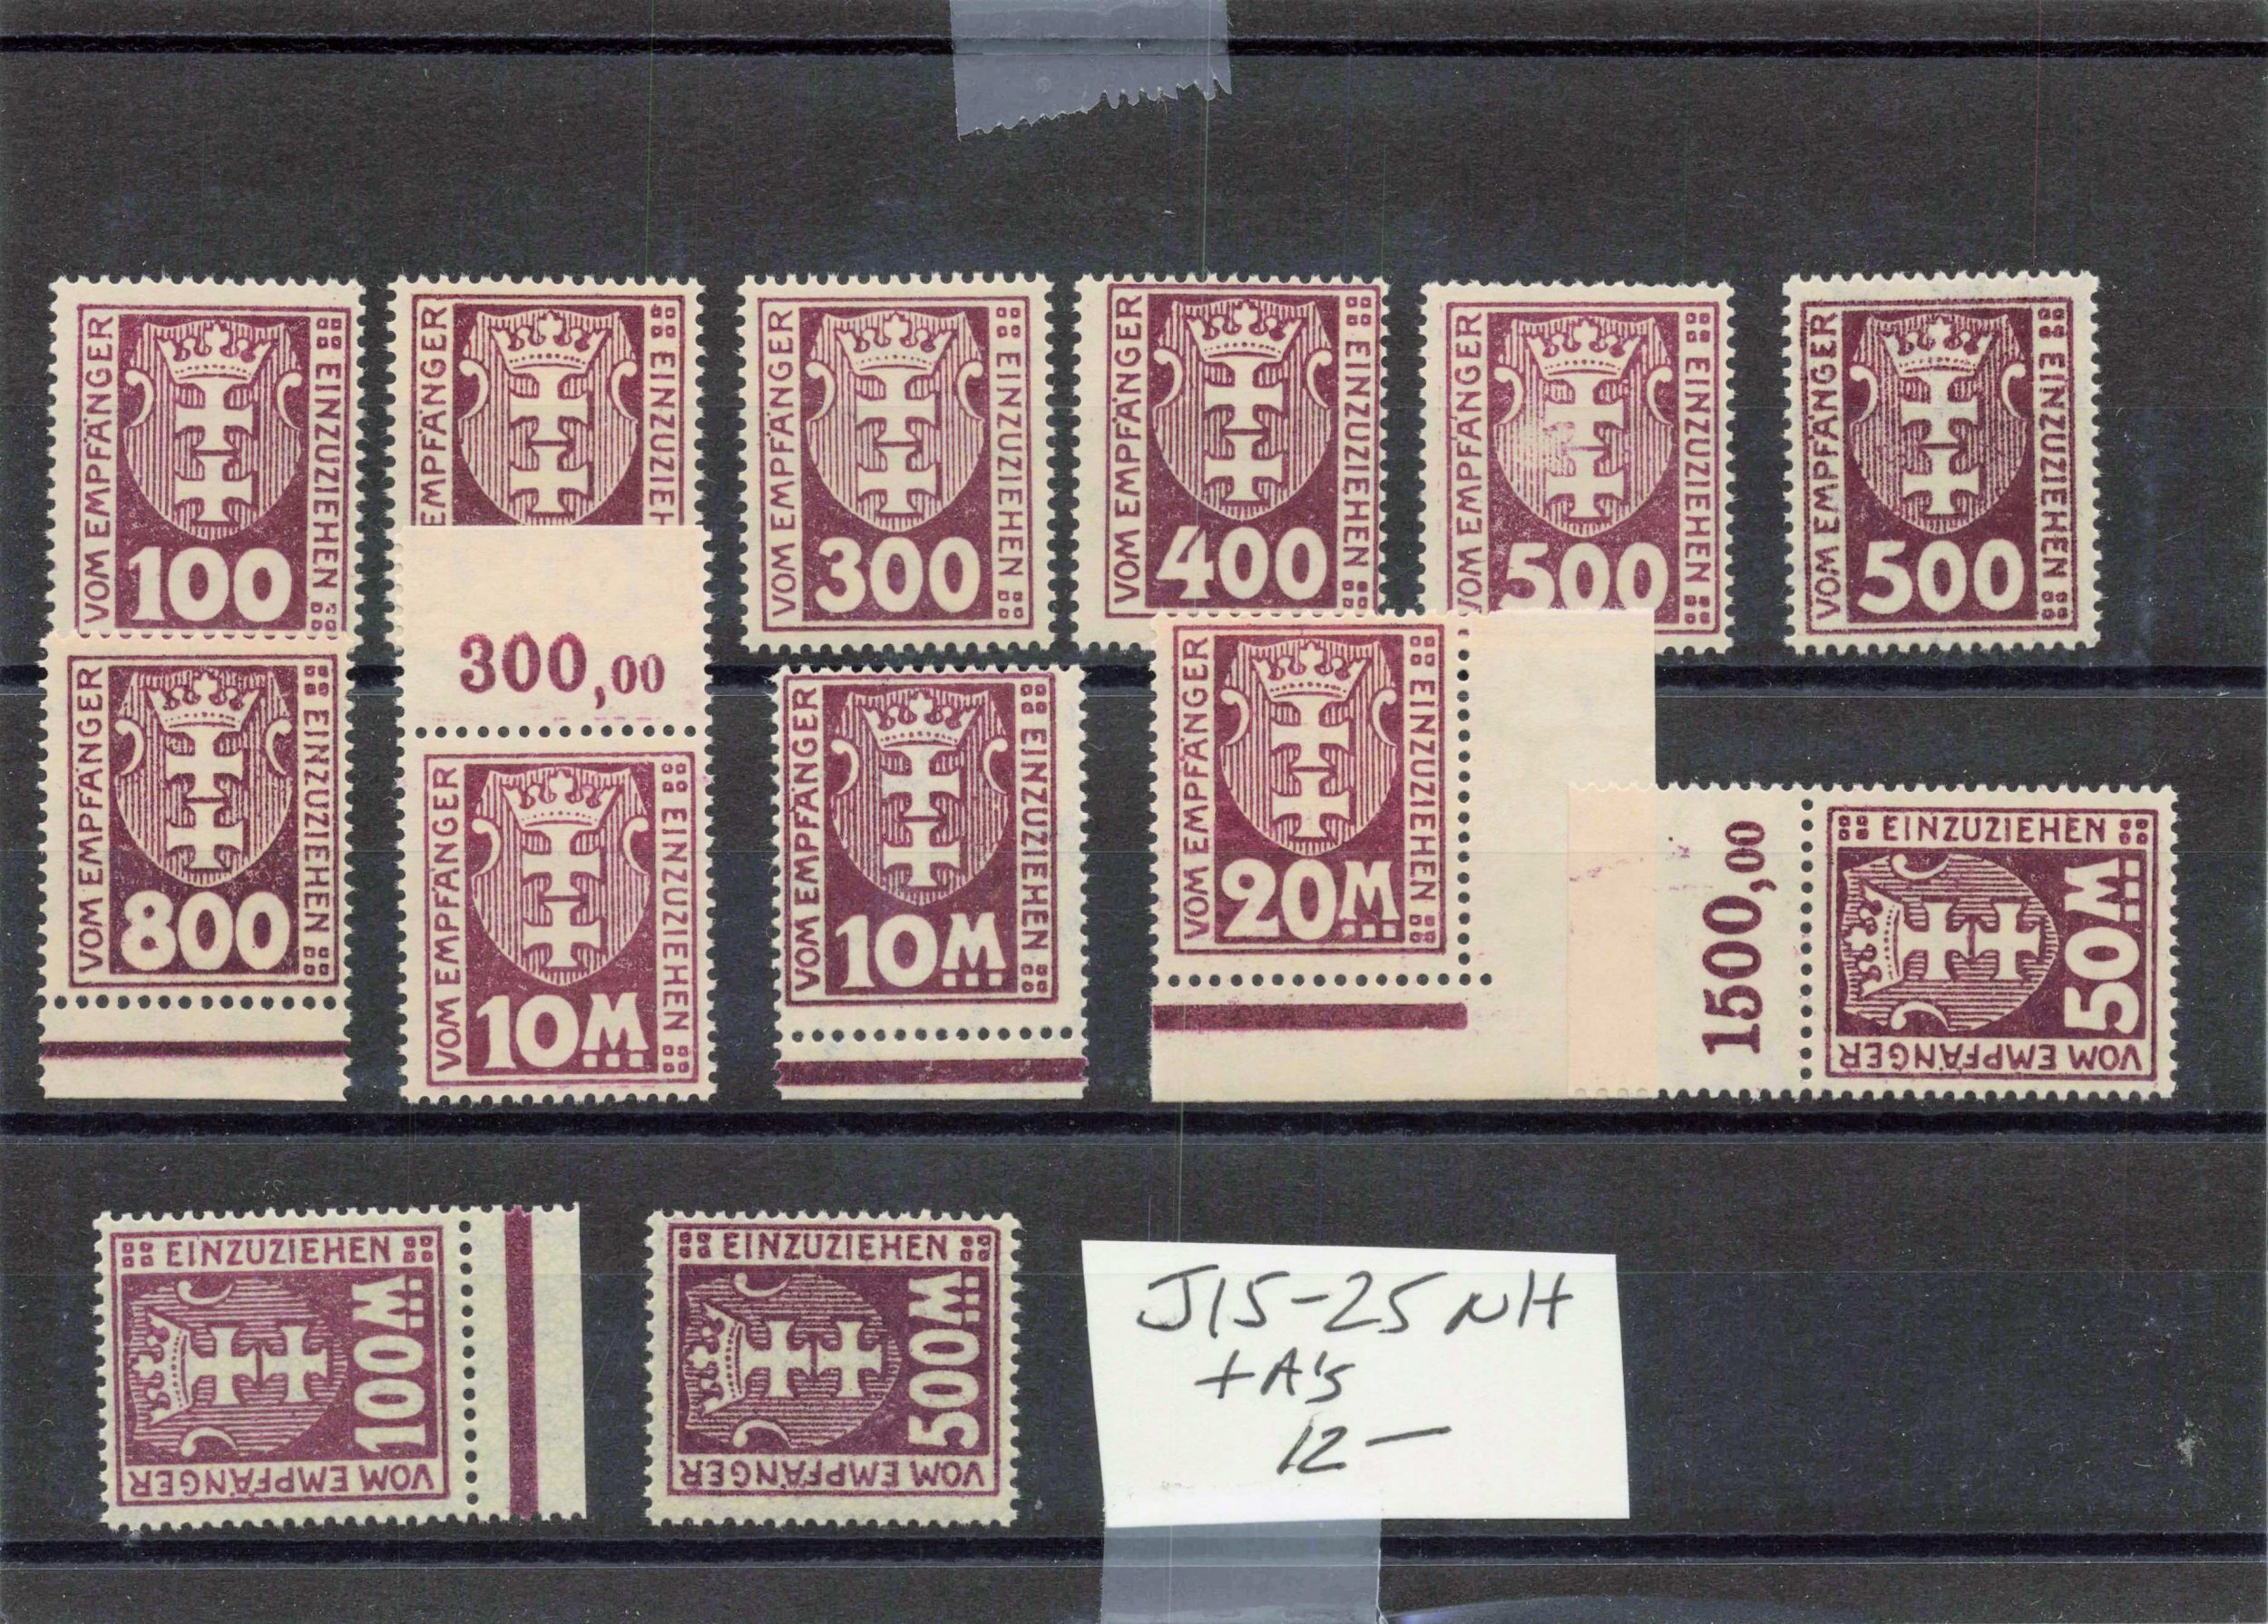 VOM EMPFÄNGER
EINZUZIEHEN
100
EMPFÄNGER
EINZUZIEH
VOM EMPFÄNGER
EINZUZIEHEN
300
VOM EMPFÄNGER
EINZUZIEHEN
400
VOM EMPFÄNGER
EINZUZIEHEN
500
VOM EMPFÄNGER
EINZUZIEHEN
500
VOM EMPFÄNGER
EINZUZIEHEN
800
300,00
VOM EMPFÄNGER
EINZUZIEHEN
10M
VOM EMPFÄNGER
EINZUZIEHEN
10M
VOM EMPFÄNGER
EINZUZIEHEN
20M
1500,00
EINZUZIEHEN
50M
VOM EMPFÄNGER
EINZUZIEHEN
100M
VOM EMPFÄNGER
EINZUZIEHEN
500M
VOM EMPFÄNGER
J15-25 NH
+ A's
12-